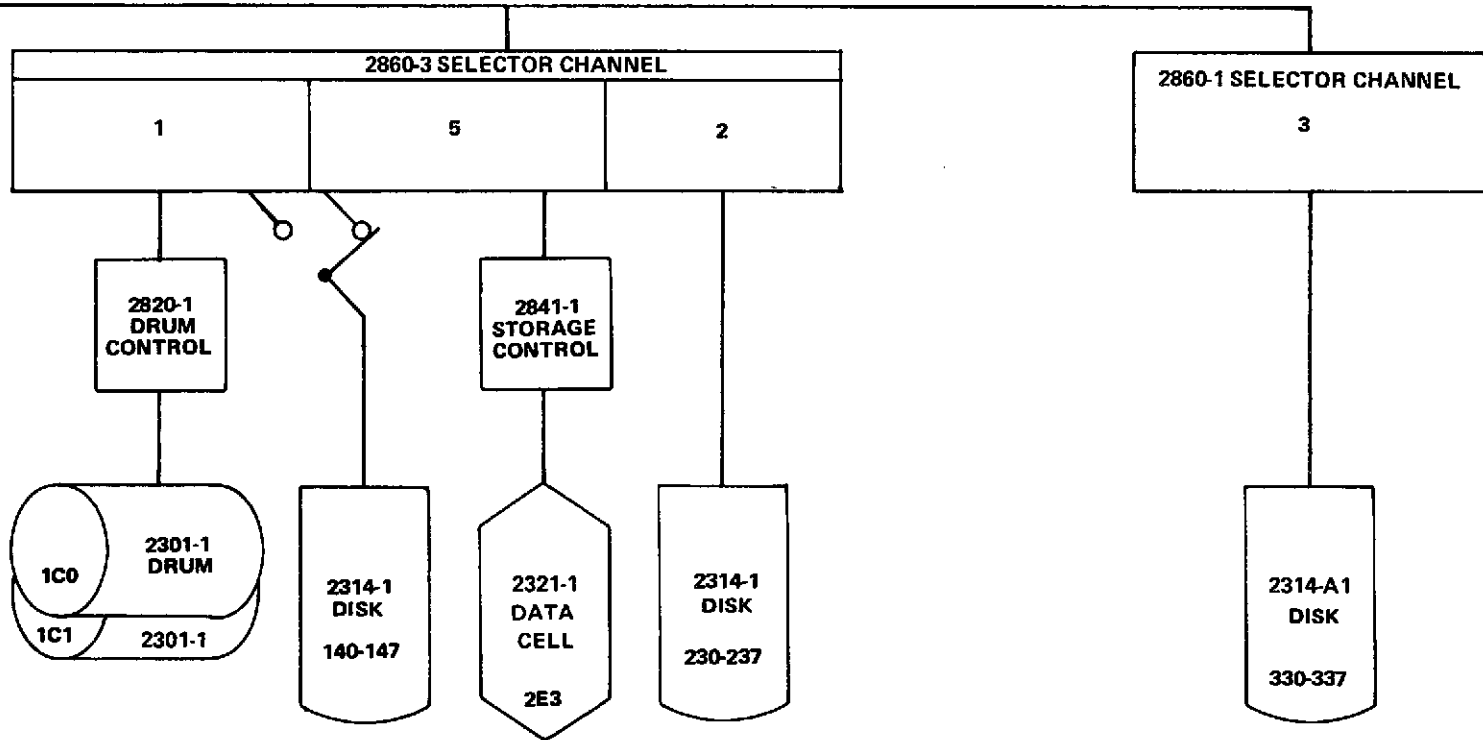 2860-3 SELECTOR CHANNEL
1
5
2
2860-1 SELECTOR CHANNEL
3
2820-1
DRUM
CONTROL
2841-1
STORAGE
CONTROL
1C0
2301-1
DRUM
1C1
2301-1
2314-1
DISK
140-147
2321-1
DATA
CELL
2E3
2314-1
DISK
230-237
2314-A1
DISK
330-337